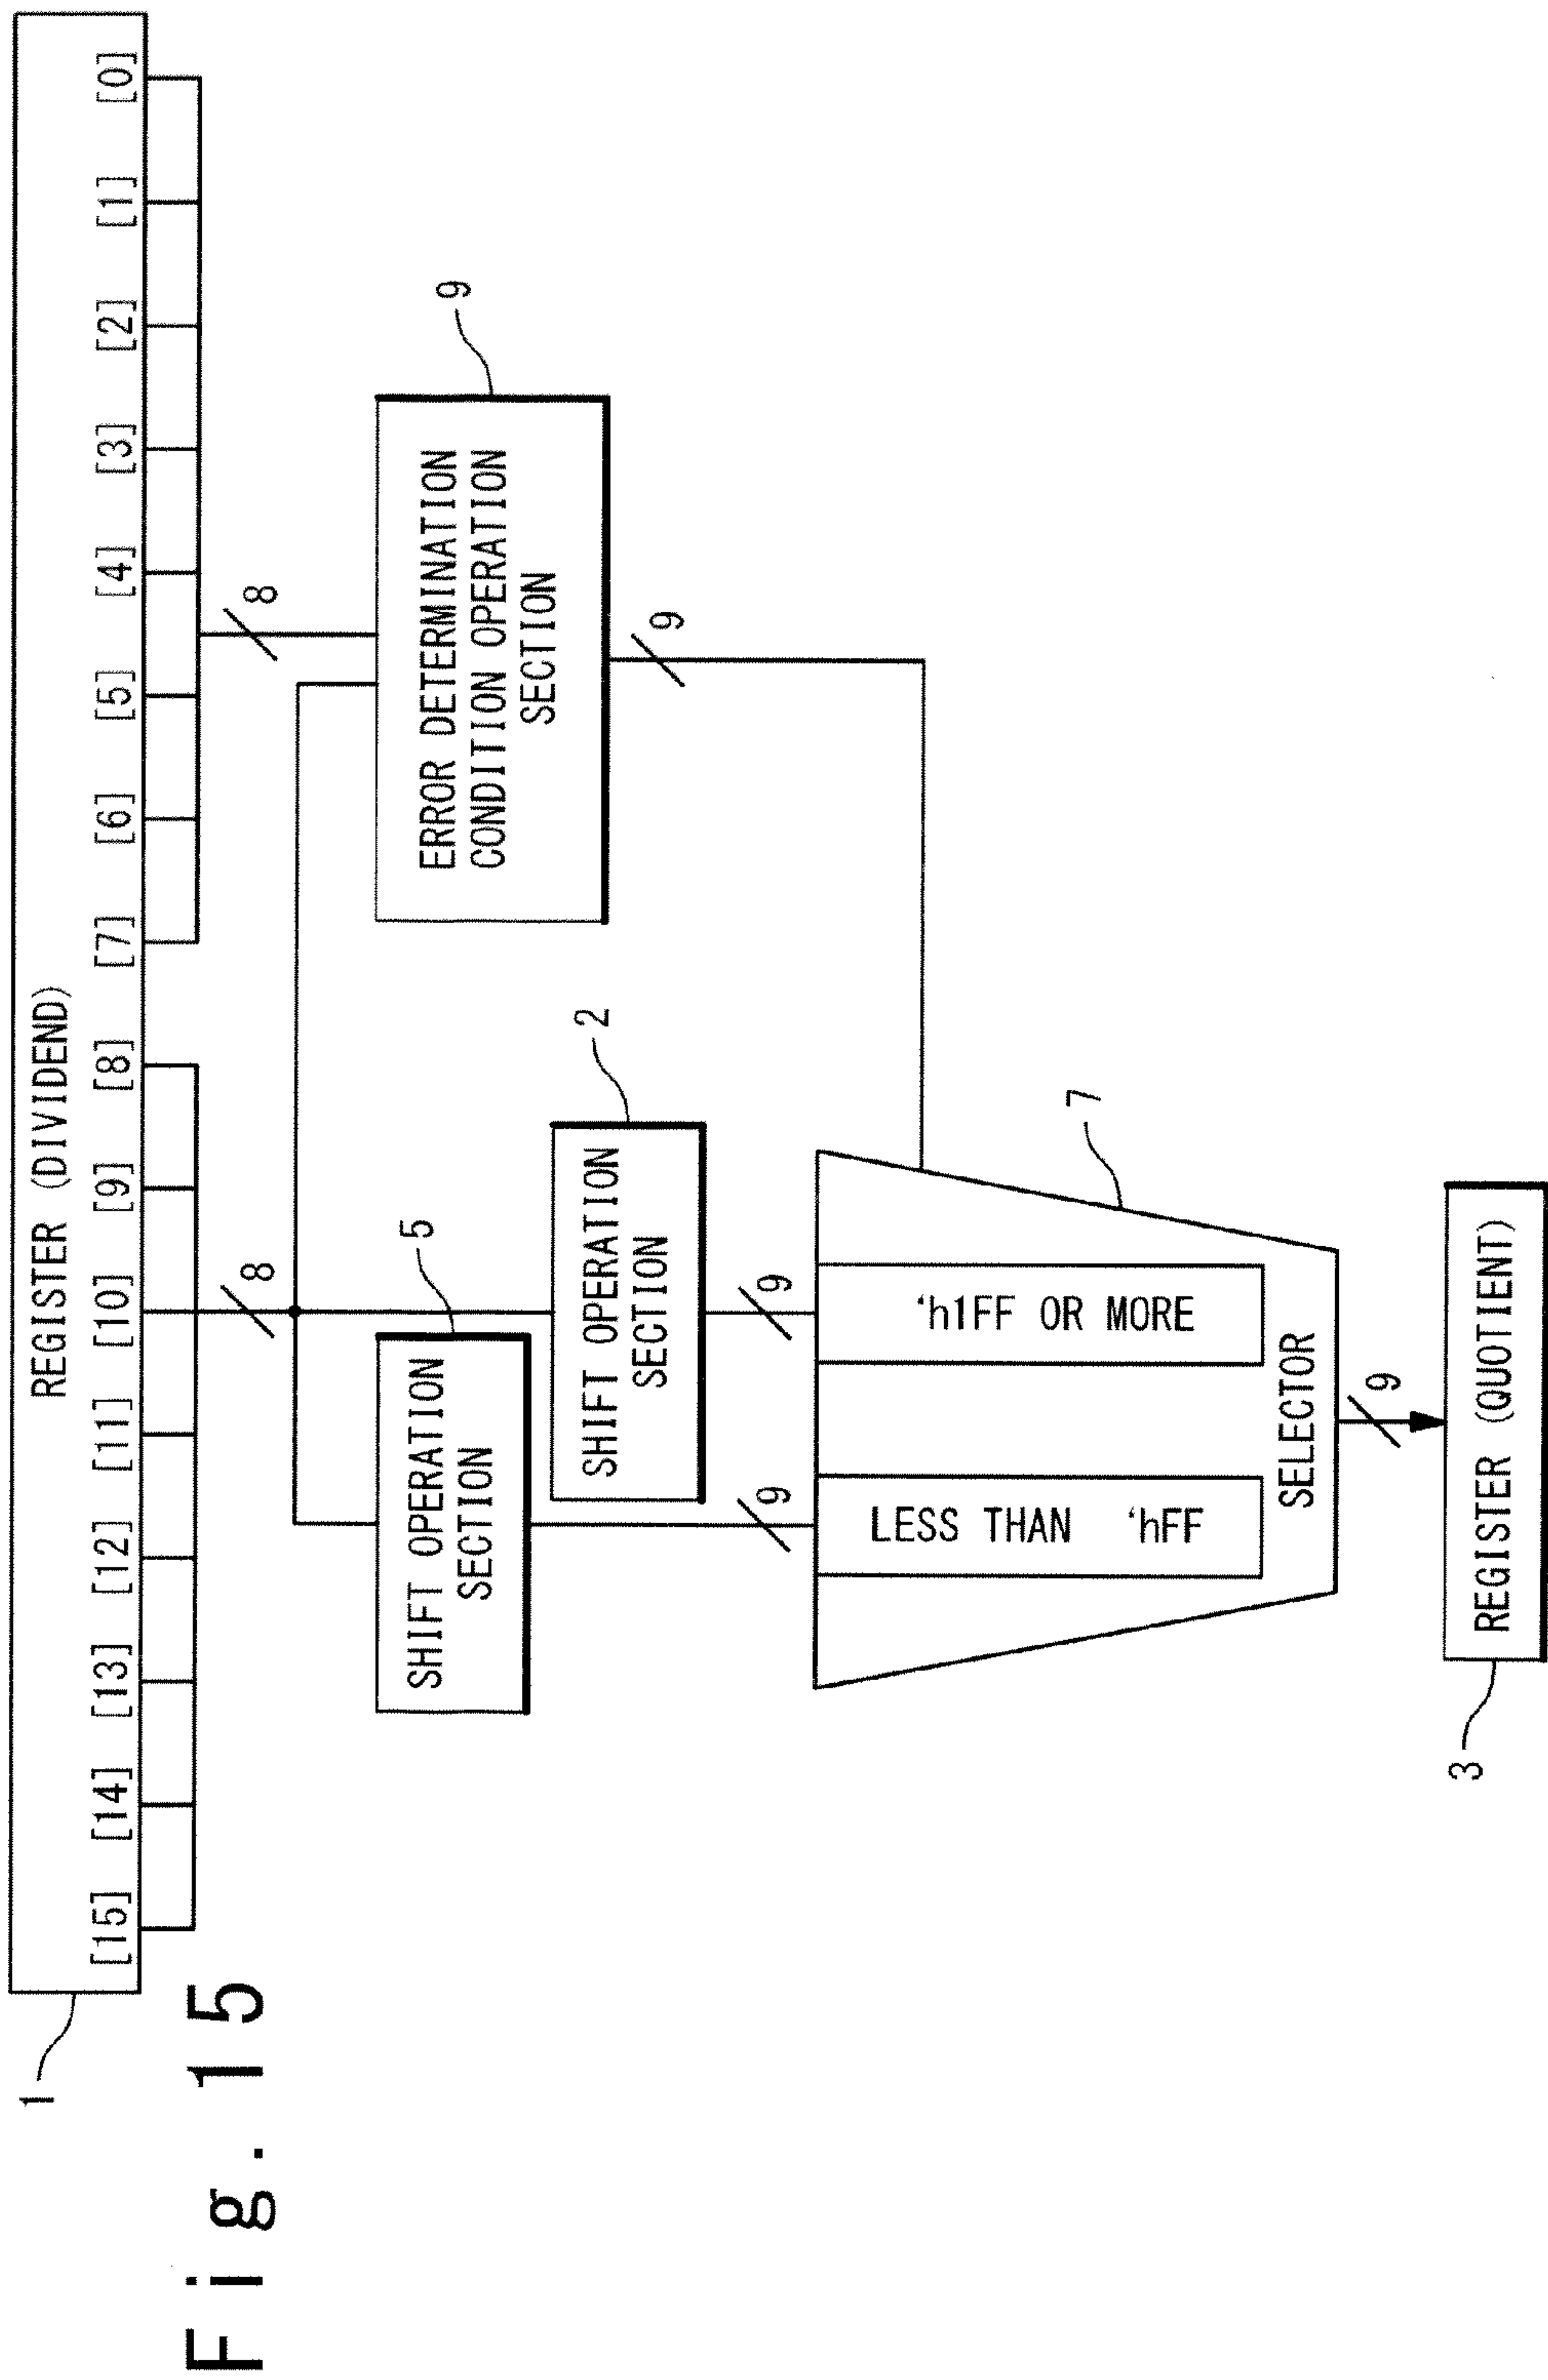 Fig. 15
1
REGISTER (DIVIDEND)
[15] [14] [13] [12] [11] [10] [9] [8] [7] [6] [5] [4] [3] [2] [1] [0]
8
8
5
SHIFT OPERATION
SECTION
2
SHIFT OPERATION
SECTION
9
ERROR DETERMINATION
CONDITION OPERATION
SECTION
9
9
9
7
LESS THAN 'hFF
'h1FF OR MORE
SELECTOR
9
3
REGISTER (QUOTIENT)